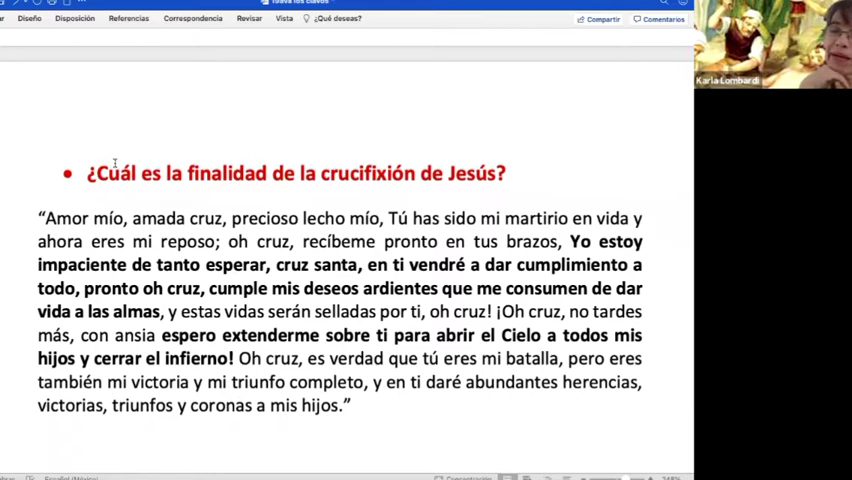 Diseño Disposición Referencias Correspondencia Revisar Vista ¿Qué deseas? Compartir Comentarios
Karla Lombardi
• ¿Cuál es la finalidad de la crucifixión de Jesús?
“Amor mío, amada cruz, precioso lecho mío, Tú has sido mi martirio en vida y
ahora eres mi reposo; oh cruz, recíbeme pronto en tus brazos, Yo estoy
impaciente de tanto esperar, cruz santa, en ti vendré a dar cumplimiento a
todo, pronto oh cruz, cumple mis deseos ardientes que me consumen de dar
vida a las almas, y estas vidas serán selladas por ti, oh cruz! ¡Oh cruz, no tardes
más, con ansia espero extenderme sobre ti para abrir el Cielo a todos mis
hijos y cerrar el infierno! Oh cruz, es verdad que tú eres mi batalla, pero eres
también mi victoria y mi triunfo completo, y en ti daré abundantes herencias,
victorias, triunfos y coronas a mis hijos.”